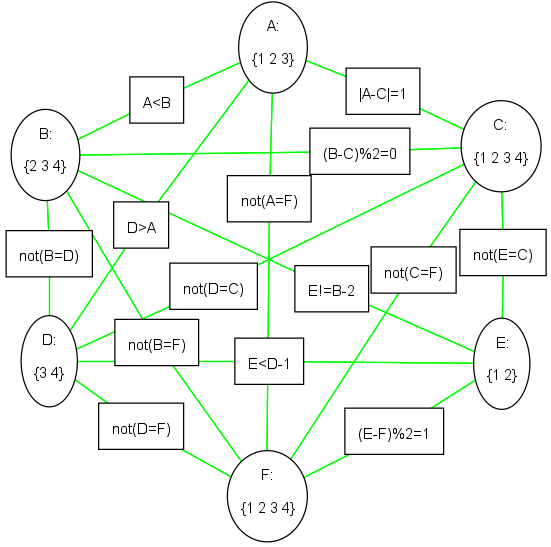 A:
{1 2 3}
A<B
|A-C|=1
B:
{2 3 4}
C:
{1 2 3 4}
(B-C)%2=0
not(A=F)
D>A
not(B=D)
not(E=C)
not(C=F)
not(D=C)
E!=B-2
D:
{3 4}
not(B=F)
E<D-1
E:
{1 2}
not(D=F)
(E-F)%2=1
F:
{1 2 3 4}